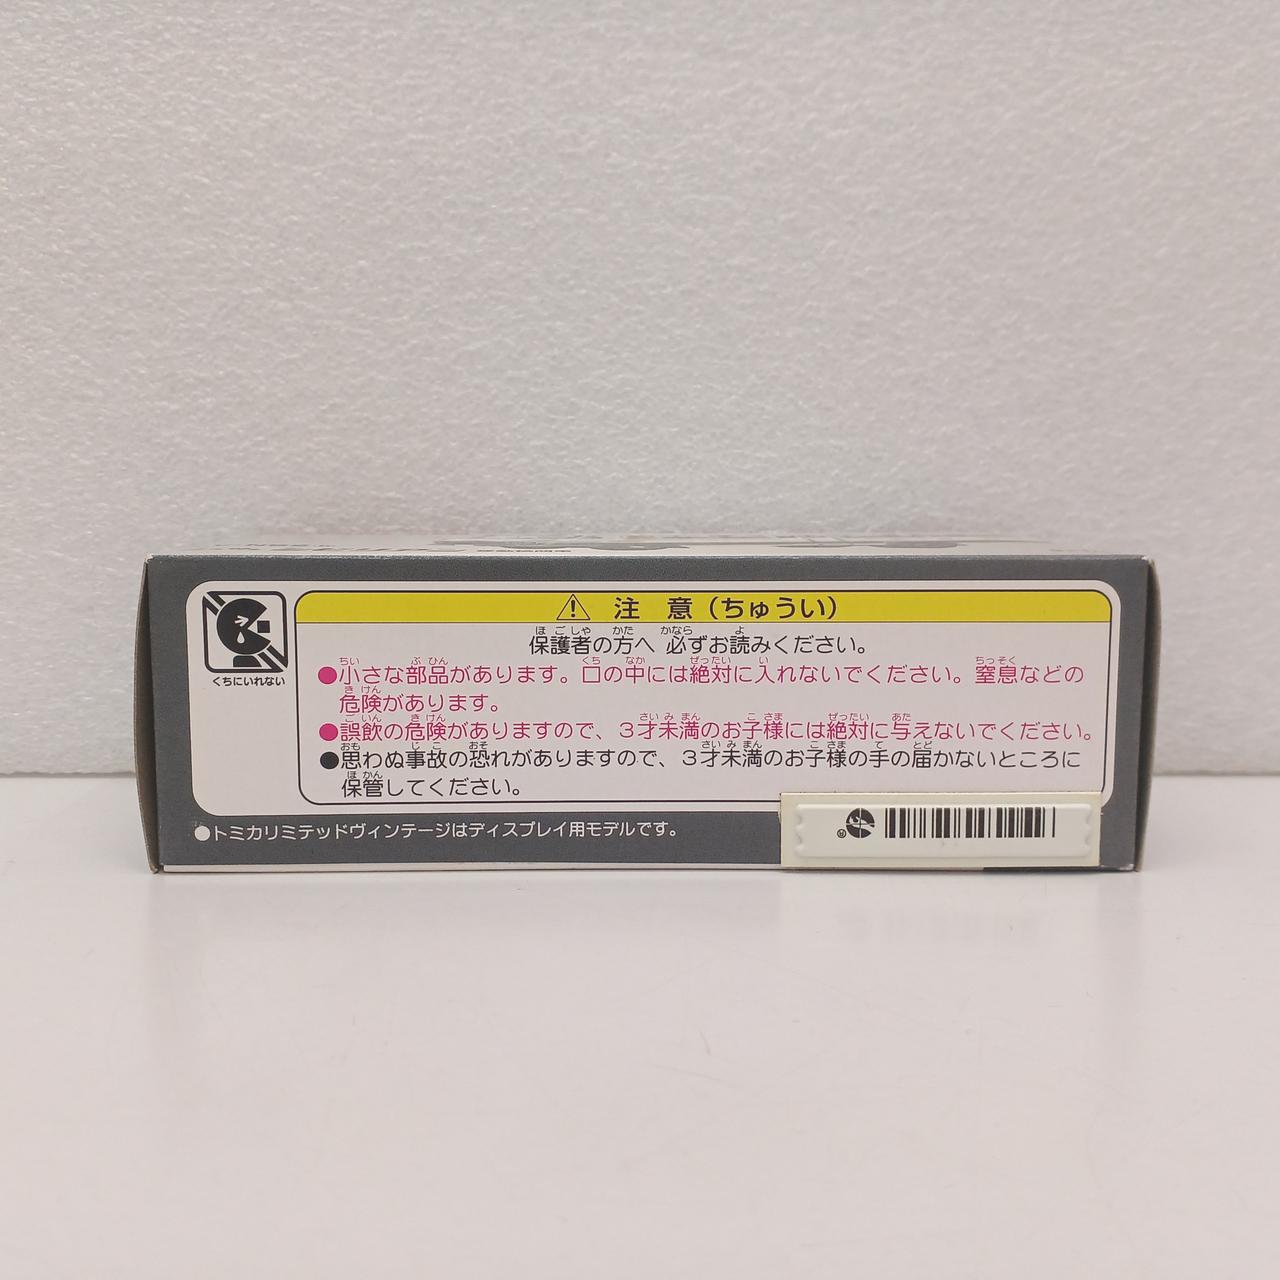 注 意(ちゅうい)
保護者の方へ 必ずお読みください。
くちにいれない
●小さな部品があります。口の中には絶対に入れないでください。窒息などの
危険があります。
●誤飲の危険がありますので、3才未満のお子様には絶対に与えないでください。
●思わぬ事故の恐れがありますので、3才未満のお子様の手の届かないところに
保管してください。
●トミカリミテッドヴィンテージはディスプレイ用モデルです。